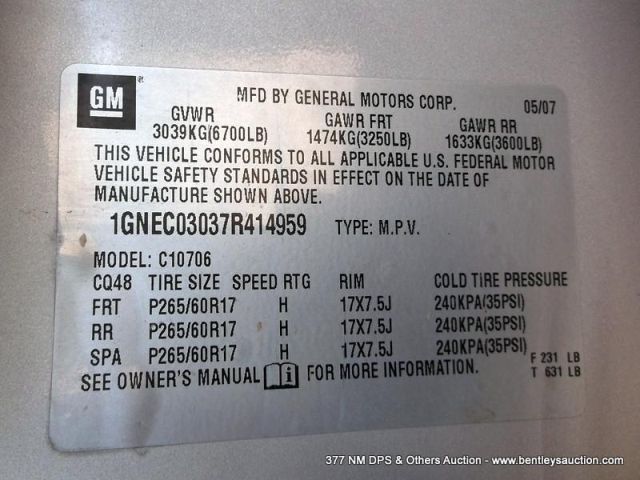 GM ®
MFD BY GENERAL MOTORS CORP. 05/07
GVWR GAWR FRT GAWR RR
3039KG(6700LB) 1474KG(3250LB) 1633KG(3600LB)
THIS VEHICLE CONFORMS TO ALL APPLICABLE U.S. FEDERAL MOTOR
VEHICLE SAFETY STANDARDS IN EFFECT ON THE DATE OF
MANUFACTURE SHOWN ABOVE.
1GNEC03037R414959 TYPE: M.P.V.
MODEL: C10706
CQ48 TIRE SIZE SPEED RTG RIM COLD TIRE PRESSURE
FRT P265/60R17 H 17X7.5J 240KPA(35PSI)
RR P265/60R17 H 17X7.5J 240KPA(35PSI)
SPA P265/60R17 H 17X7.5J 240KPA(35PSI)
F 231 LB
T 631 LB
SEE OWNER'S MANUAL i FOR MORE INFORMATION.
377 NM DPS & Others Auction - www.bentleysauction.com